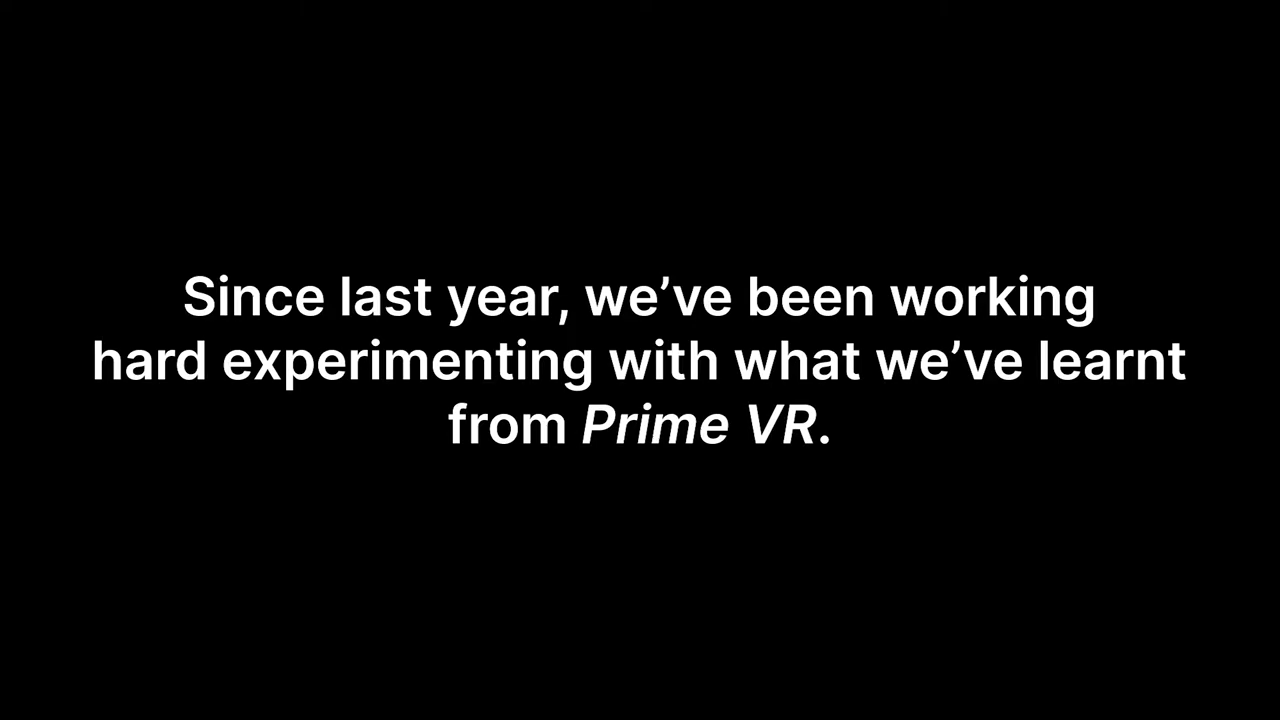 Since last year, we’ve been working
hard experimenting with what we’ve learnt
from Prime VR.